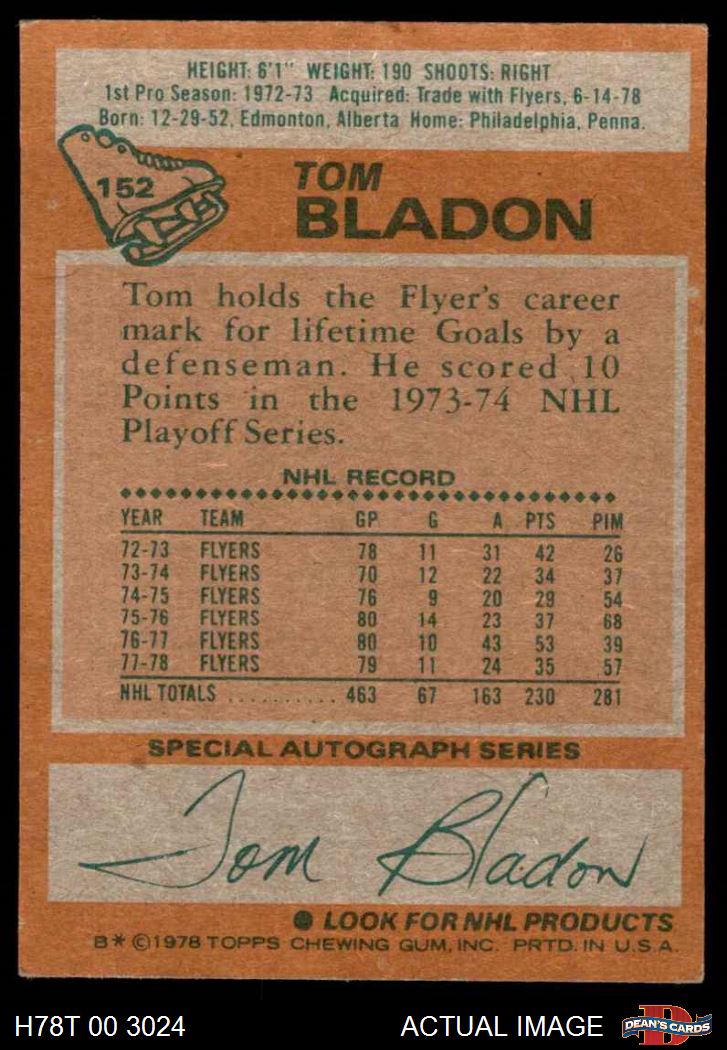 HEIGHT: 6'1" WEIGHT: 190 SHOOTS: RIGHT
1st Pro Season: 1972-73 Acquired: Trade with Flyers, 6-14-78
Born: 12-29-52, Edmonton, Alberta Home: Philadelphia, Penna.
152
TOM
BLADON
Tom holds the Flyer's career
mark for lifetime Goals by a
defenseman. He scored 10
Points in the 1973-74 NHL
Playoff Series.
NHL RECORD
YEAR TEAM GP G A PTS PIM
72-73 FLYERS 78 11 31 42 26
73-74 FLYERS 70 12 22 34 37
74-75 FLYERS 76 9 20 29 54
75-76 FLYERS 80 14 23 37 68
76-77 FLYERS 80 10 43 53 39
77-78 FLYERS 79 11 24 35 57
NHL TOTALS .......... 463 67 163 230 281
SPECIAL AUTOGRAPH SERIES
Tom Bladon
● LOOK FOR NHL PRODUCTS
B* ©1978 TOPPS CHEWING GUM, INC. PRTD. IN U.S.A.
H78T 00 3024 ACTUAL IMAGE
D
DEAN'S CARDS